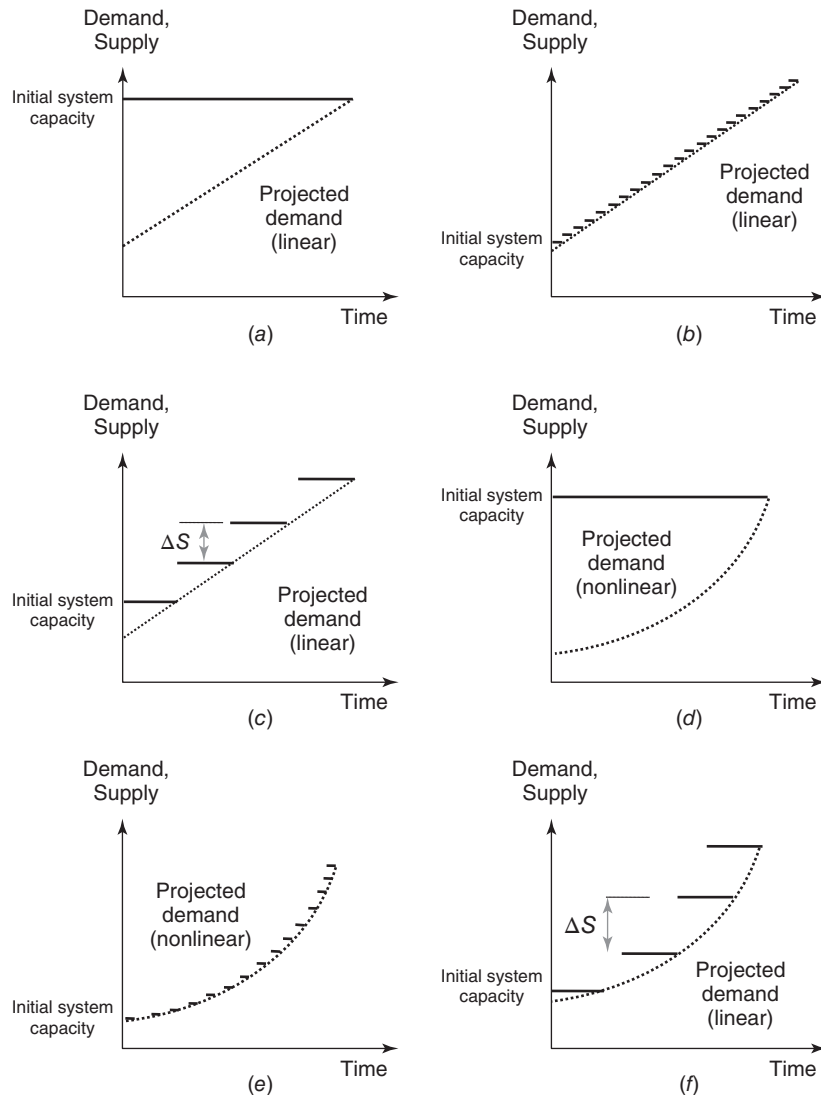 Demand,
Supply
Initial system
capacity
Projected
demand
(linear)
Time
(a)
Demand,
Supply
Initial system
capacity
Projected
demand
(linear)
Time
(b)
Demand,
Supply
ΔS
Initial system
capacity
Projected
demand
(linear)
Time
(c)
Demand,
Supply
Initial system
capacity
Projected
demand
(nonlinear)
Time
(d)
Demand,
Supply
Projected
demand
(nonlinear)
Initial system
capacity
Time
(e)
Demand,
Supply
ΔS
Initial system
capacity
Projected
demand
(linear)
Time
(f)